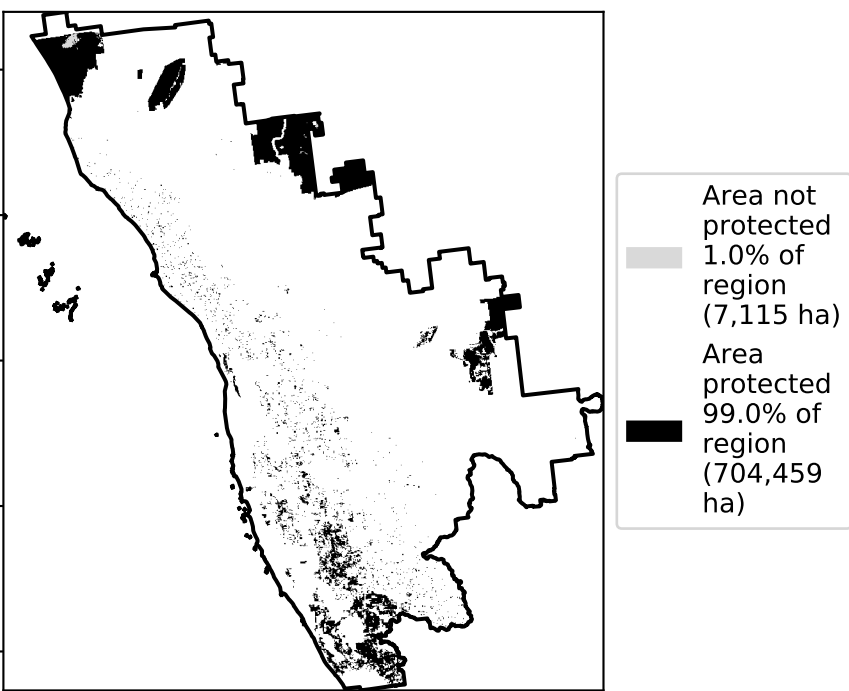 Area not
protected
1.0% of
region
(7,115 ha)
Area
protected
99.0% of
region
(704,459
ha)